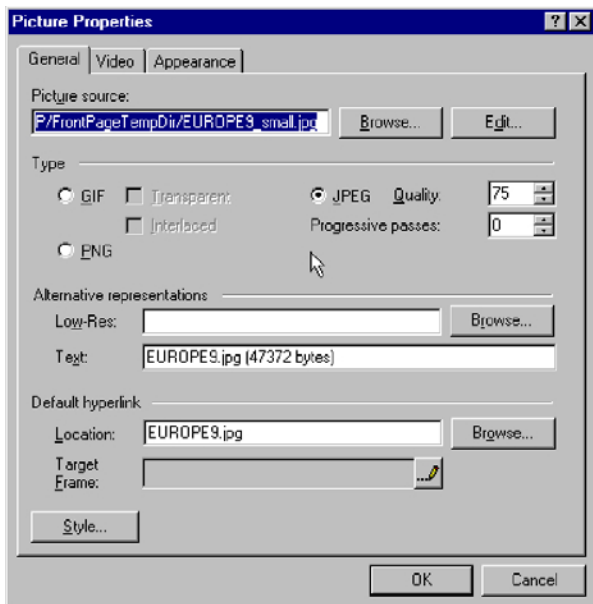 Picture Properties
General Video Appearance
Picture source:
P/FrontPageTempDir/EUROPE9_small.jpg Browse... Edit...
Type
GIF Transparent JPEG Quality: 75
Interlaced Progressive passes: 0
PNG
Alternative representations
Low-Res: Browse...
Text: EUROPE9.jpg (47372 bytes)
Default hyperlink
Location: EUROPE9.jpg Browse...
Target
Frame: ...
Style...
OK Cancel